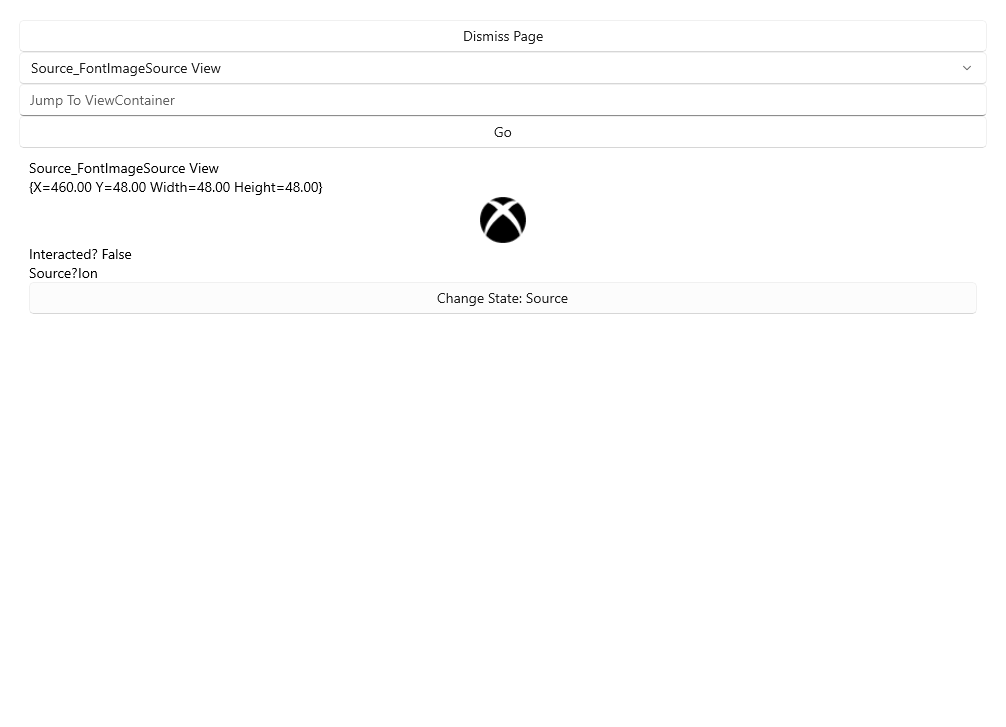 Dismiss Page
Source_FontImageSource View
Jump To ViewContainer
Go
Source_FontImageSource View
{X=460.00 Y=48.00 Width=48.00 Height=48.00}
Interacted? False
Source?Ion
Change State: Source